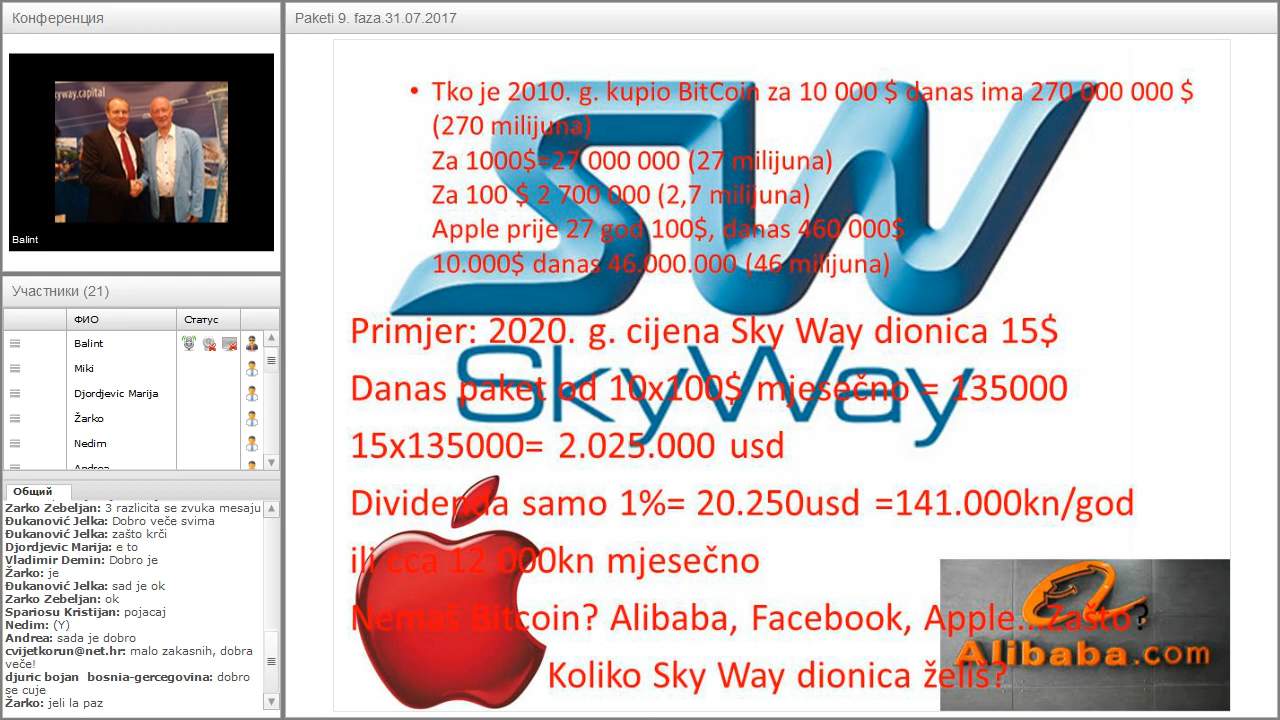 Конференция
skyway.capital
Balint
Участники (21)
ФИО
Статус
Balint
Miki
Djordjevic Marija
Žarko
Nedim
Andrea
Общий
Zarko Zebeljan: 3 razlicita se zvuka mesaju
Đukanović Jelka: Dobro veče svima
Đukanović Jelka: zašto krči
Djordjevic Marija: e to
Vladimir Demin: Dobro je
Žarko: je
Đukanović Jelka: sad je ok
Zarko Zebeljan: ok
Spariosu Kristijan: pojacaj
Nedim: (Y)
Andrea: sada je dobro
cvijetkorun@net.hr: malo zakasnih, dobra
veče!
djuric bojan bosnia-gercegovina: dobro
se cuje
Žarko: jeli la paz
Paketi 9. faza.31.07.2017
• Tko je 2010. g. kupio BitCoin za 10 000 $ danas ima 270 000 000 $
(270 milijuna)
Za 1000$=27 000 000 (27 milijuna)
Za 100 $ 2 700 000 (2,7 milijuna)
Apple prije 27 god 100$, danas 460 000$
10.000$ danas 46.000.000 (46 milijuna)
SW
Primjer: 2020. g. cijena Sky Way dionica 15$
SkyWay
Danas paket od 10x100$ mjesečno = 135000
15x135000= 2.025.000 usd
Dividenda samo 1%= 20.250usd =141.000kn/god
ili cca 12 000kn mjesečno
Nemaš Bitcoin? Alibaba, Facebook, Apple...Zašto?
Alibaba.com
Koliko Sky Way dionica želiš?